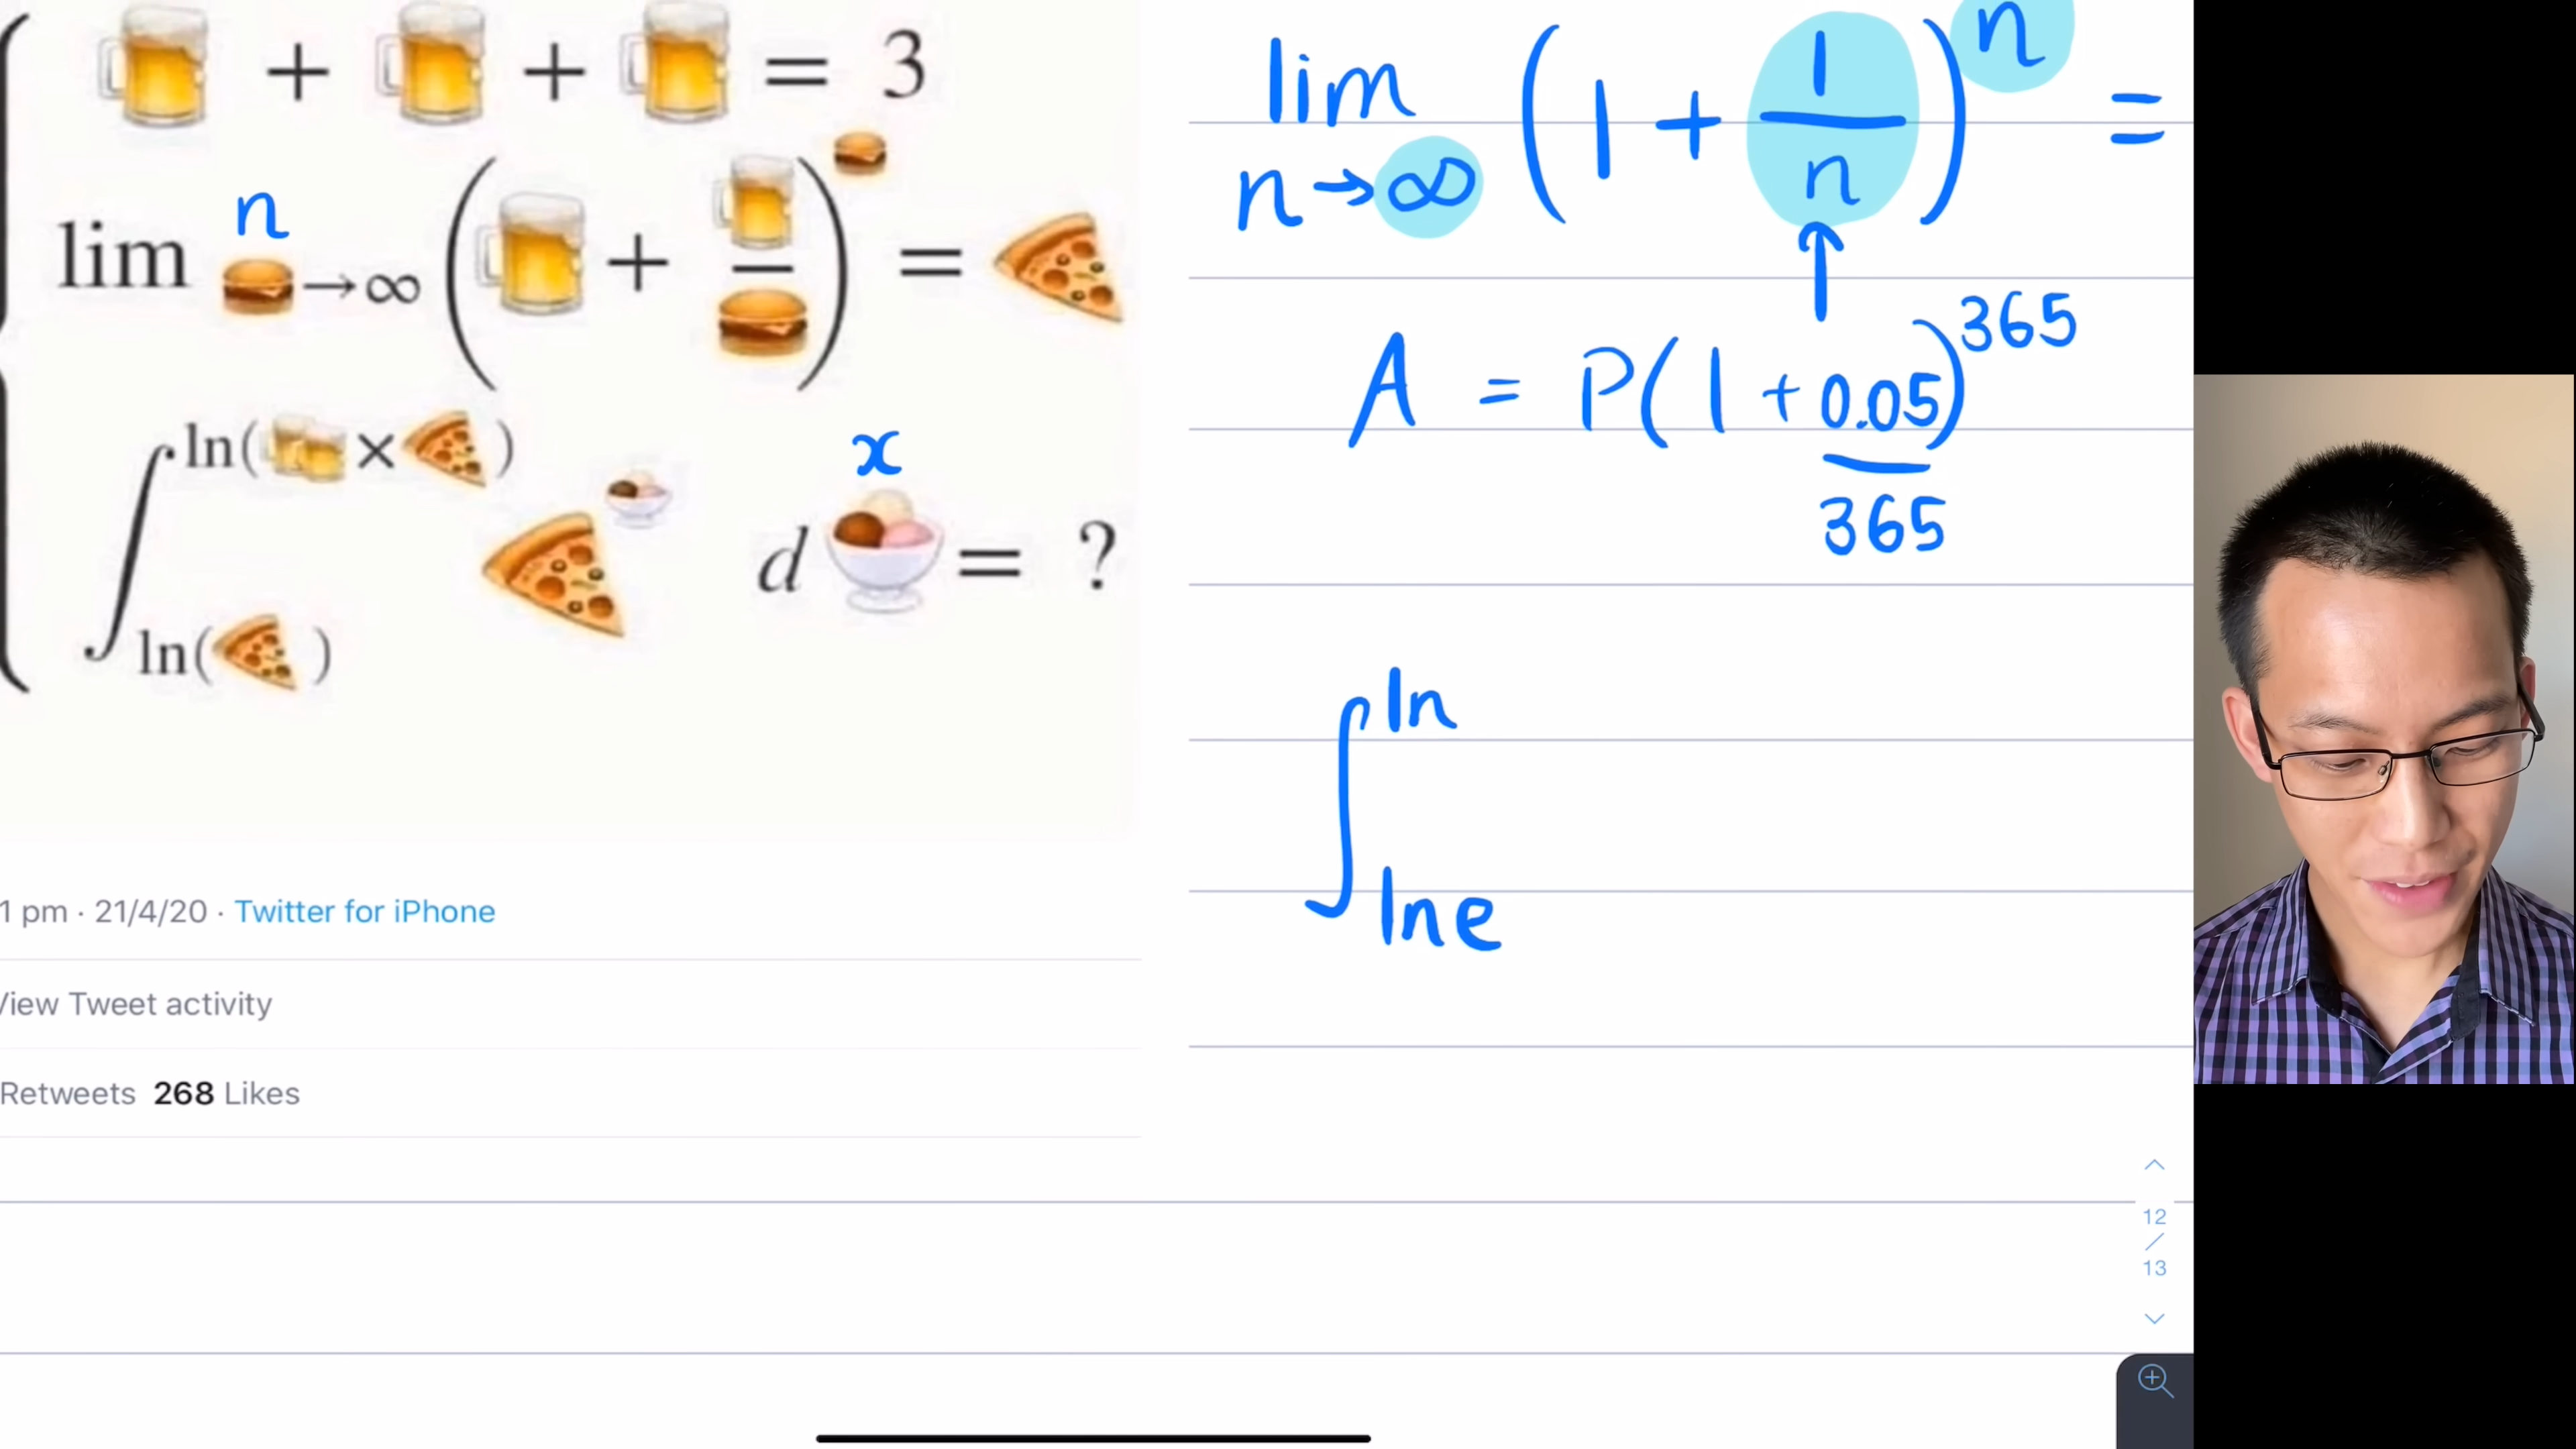 + + = 3
n
lim →∞ ( + — ) =
ln( × )
x
∫ d = ?
ln( )
1 pm · 21/4/20 · Twitter for iPhone
View Tweet activity
Retweets 268 Likes
lim n→∞ (1 + 1/n)^n =
A = P(1 + 0.05/365)^365
∫ ln
ln e
12
/
13